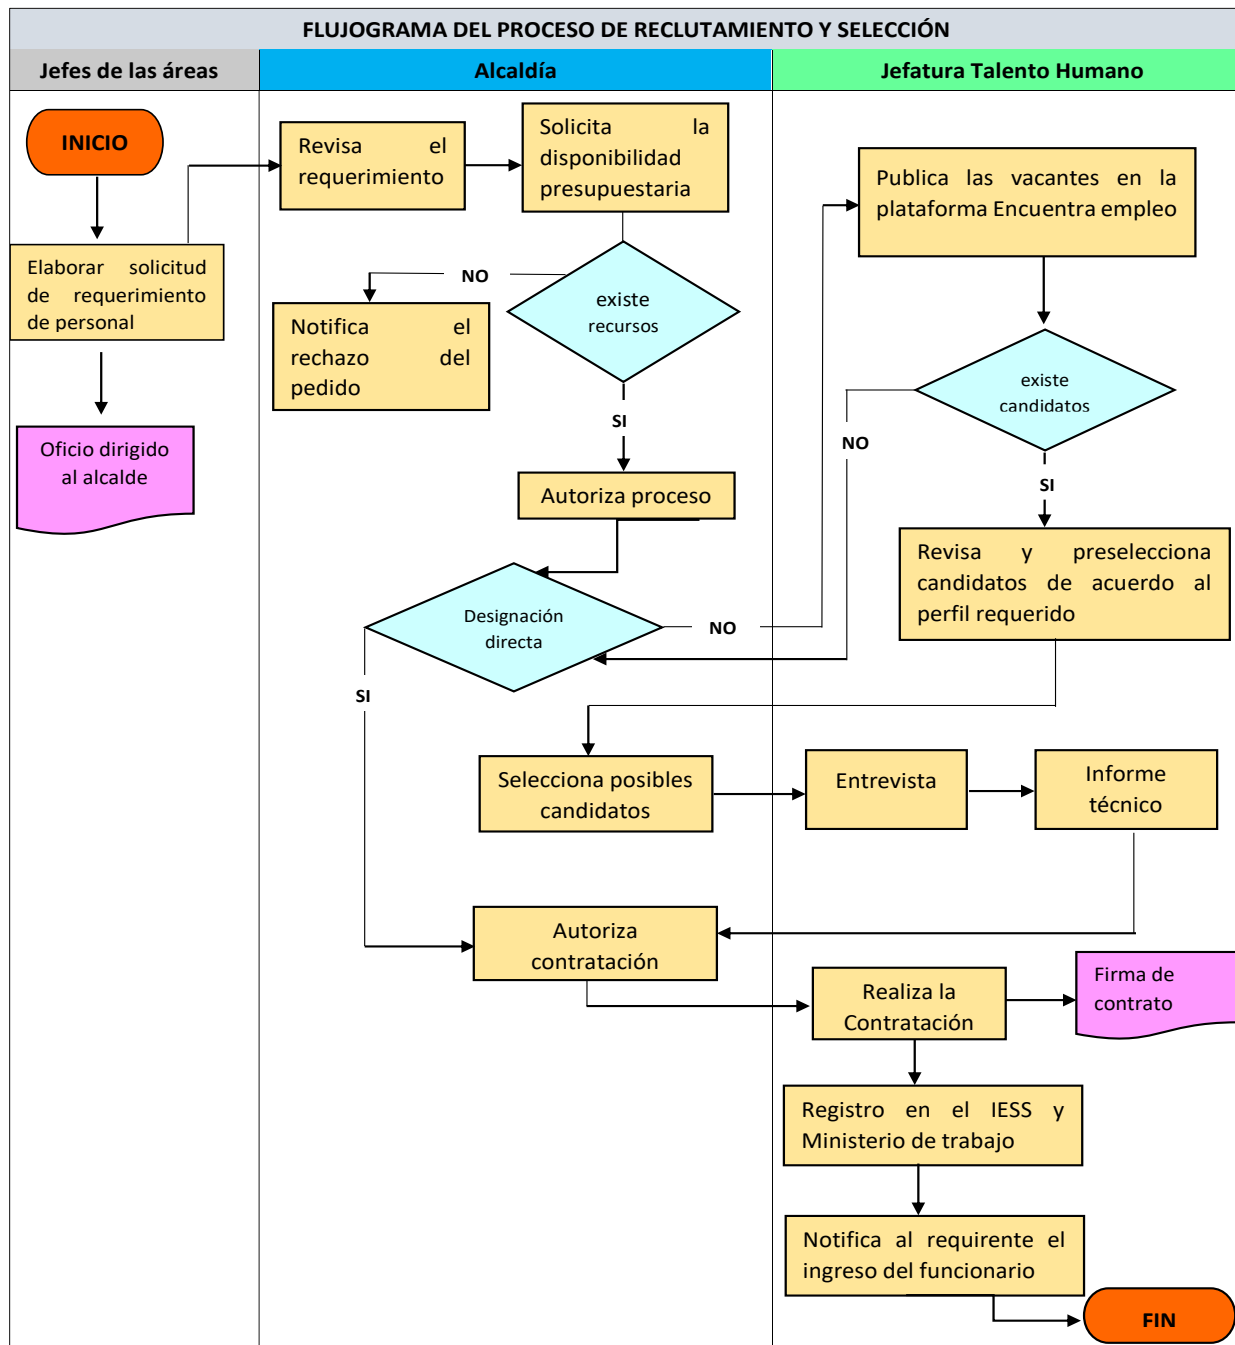 FLUJOGRAMA DEL PROCESO DE RECLUTAMIENTO Y SELECCIÓN
Jefes de las áreas
Alcaldía
Jefatura Talento Humano
INICIO
Revisa el
requerimiento
Solicita la
disponibilidad
presupuestaria
Publica las vacantes en la
plataforma Encuentra empleo
Elaborar solicitud
de requerimiento
de personal
NO
existe
recursos
Notifica el
rechazo del
pedido
existe
candidatos
SI
NO
Oficio dirigido
al alcalde
SI
Autoriza proceso
Revisa y preselecciona
candidatos de acuerdo al
perfil requerido
Designación
directa
NO
SI
Selecciona posibles
candidatos
Entrevista
Informe
técnico
Autoriza
contratación
Realiza la
Contratación
Firma de
contrato
Registro en el IESS y
Ministerio de trabajo
Notifica al requirente el
ingreso del funcionario
FIN